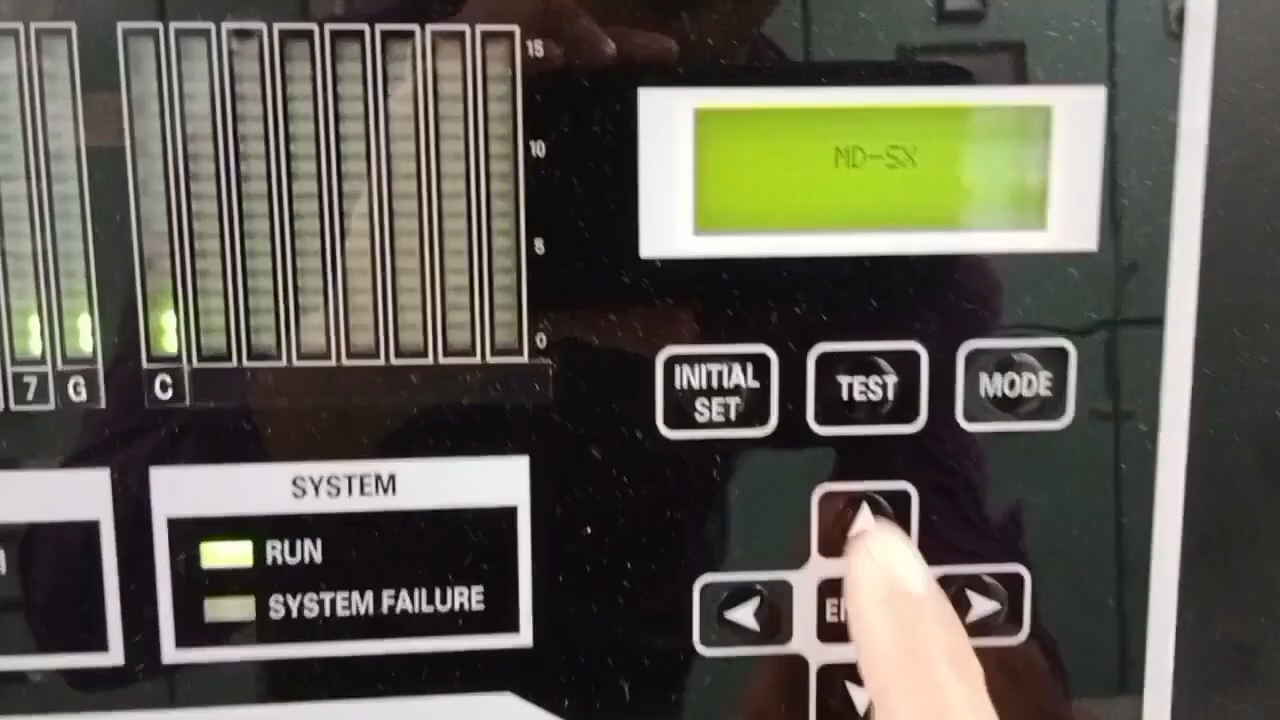 15
10
5
0
7 G C
MD-SX
INITIAL
SET
TEST
MODE
SYSTEM
RUN
SYSTEM FAILURE